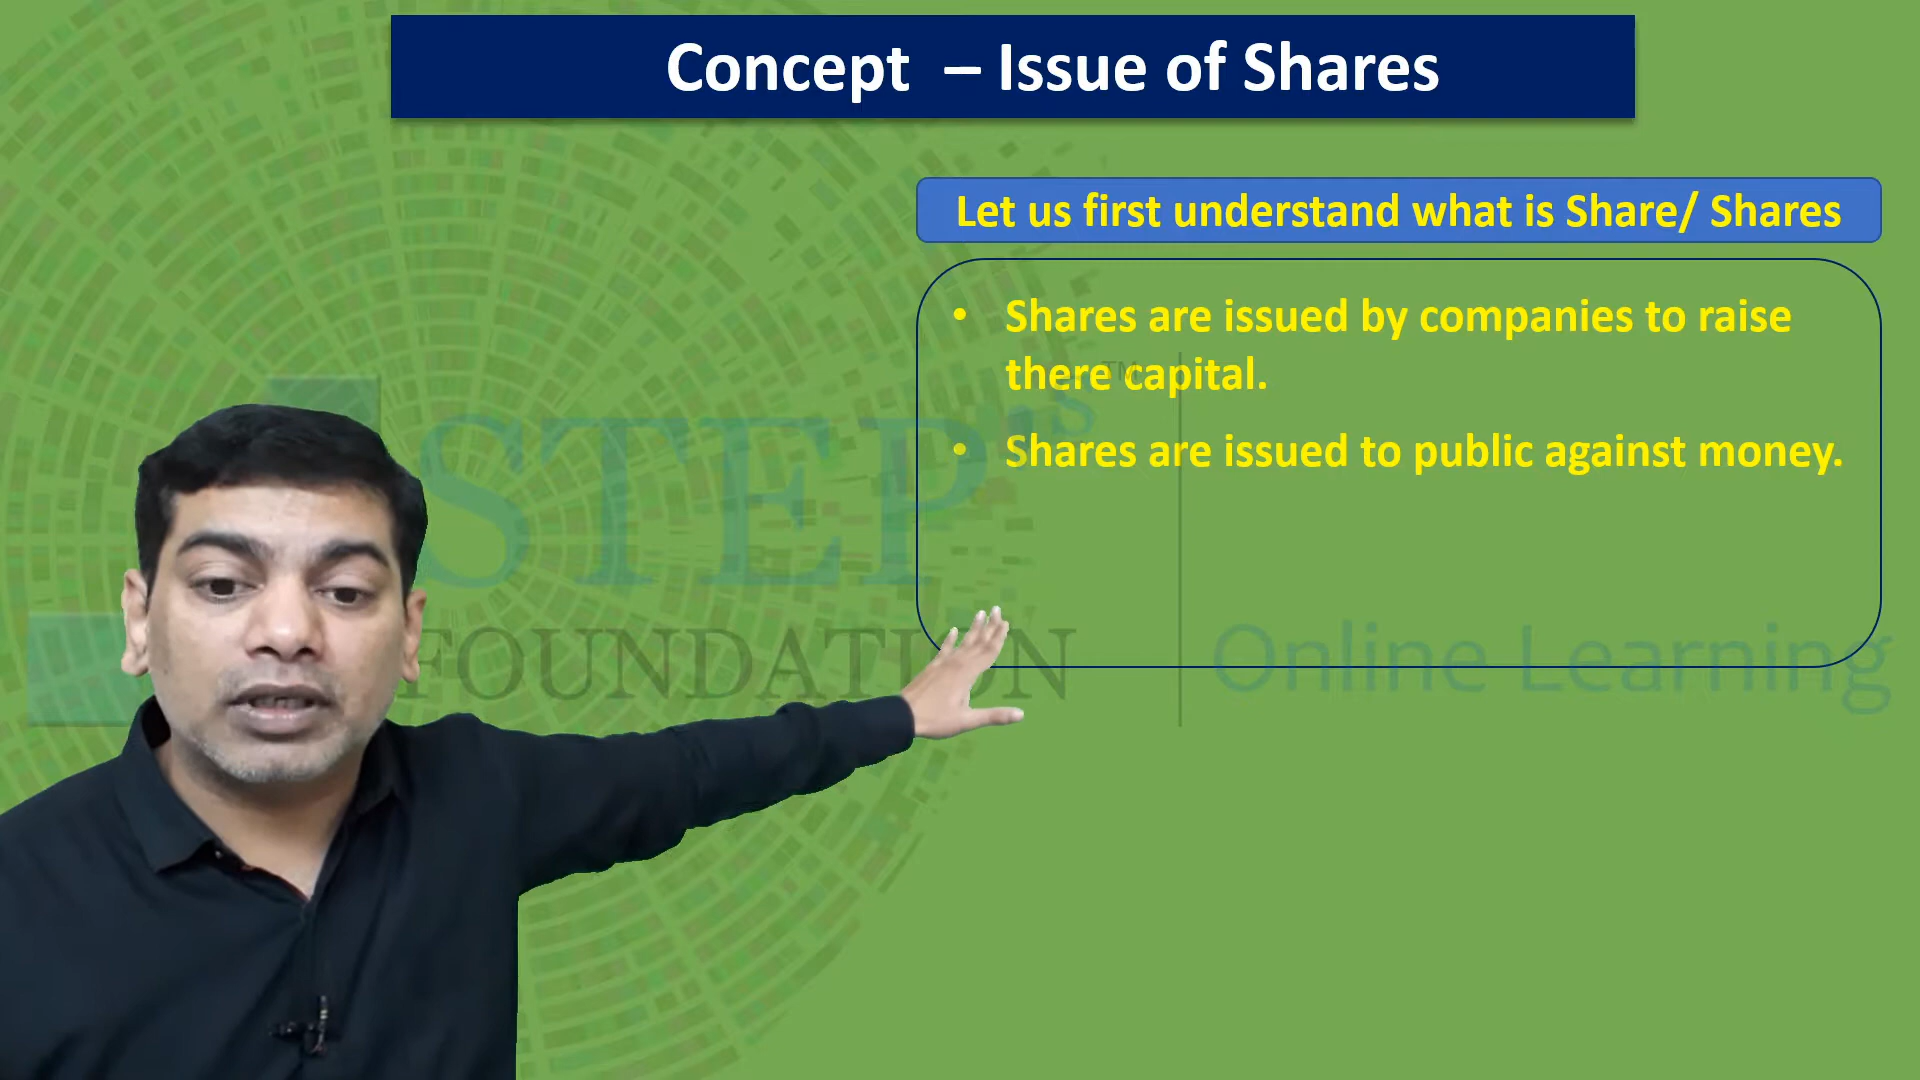 Concept – Issue of Shares
Let us first understand what is Share/ Shares
• Shares are issued by companies to raise
there capital.
• Shares are issued to public against money.
STEP's
TM
FOUNDATION
Online Learning